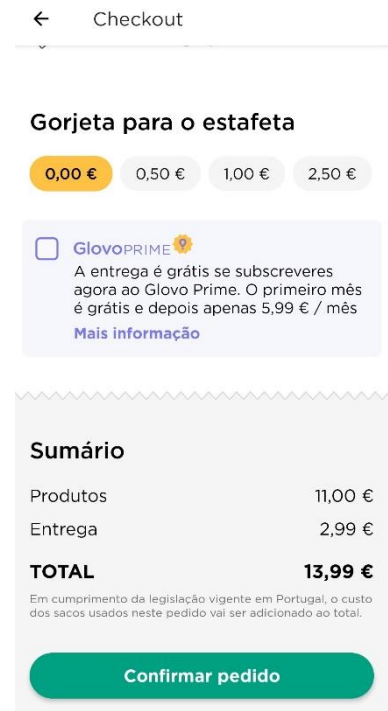 Checkout
Gorjeta para o estafeta
0,00 € 0,50 € 1,00 € 2,50 €
GlovoPRIME
A entrega é grátis se subscreveres
agora ao Glovo Prime. O primeiro mês
é grátis e depois apenas 5,99 € / mês
Mais informação
Sumário
Produtos 11,00 €
Entrega 2,99 €
TOTAL 13,99 €
Em cumprimento da legislação vigente em Portugal, o custo
dos sacos usados neste pedido vai ser adicionado ao total.
Confirmar pedido